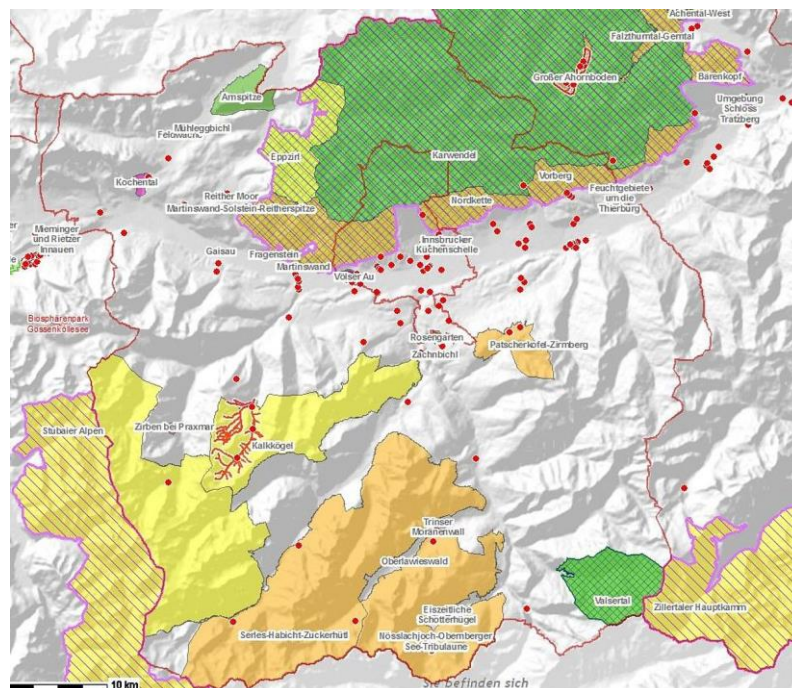 Achental-West
Falzthurntal-Gerntal
Großer Ahornboden
Bärenkopf
Arnspitze
Umgebung
Schloss
Tratzberg
Mühleggbichl
Eppzirl
Karwendel
Kochental
Vorberg
Reither Moor
Martinswand-Solstein-Reitherspitze
Nordkette
Feuchtgebiete
um die
Thierburg
Mieminger
und Rietzer
Innauen
Gaisau
Fragenstein
Martinswand
Innsbrucker
Küchenschelle
Völser Au
Biosphärenpark
Gossenköllesee
Rosengarten
Zachnbichl
Patscherkofel-Zirmberg
Stubaier Alpen
Zirben bei Praxmar
Kalkkögel
Trinser
Moränenwall
Oberlawieswald
Valsertal
Zillertaler Hauptkamm
Eiszeitliche
Schotterhügel
Serles-Habicht-Zuckerhütl
Nösslachjoch-Obernberger
See-Tribulaune
10 km
Sie befinden sich